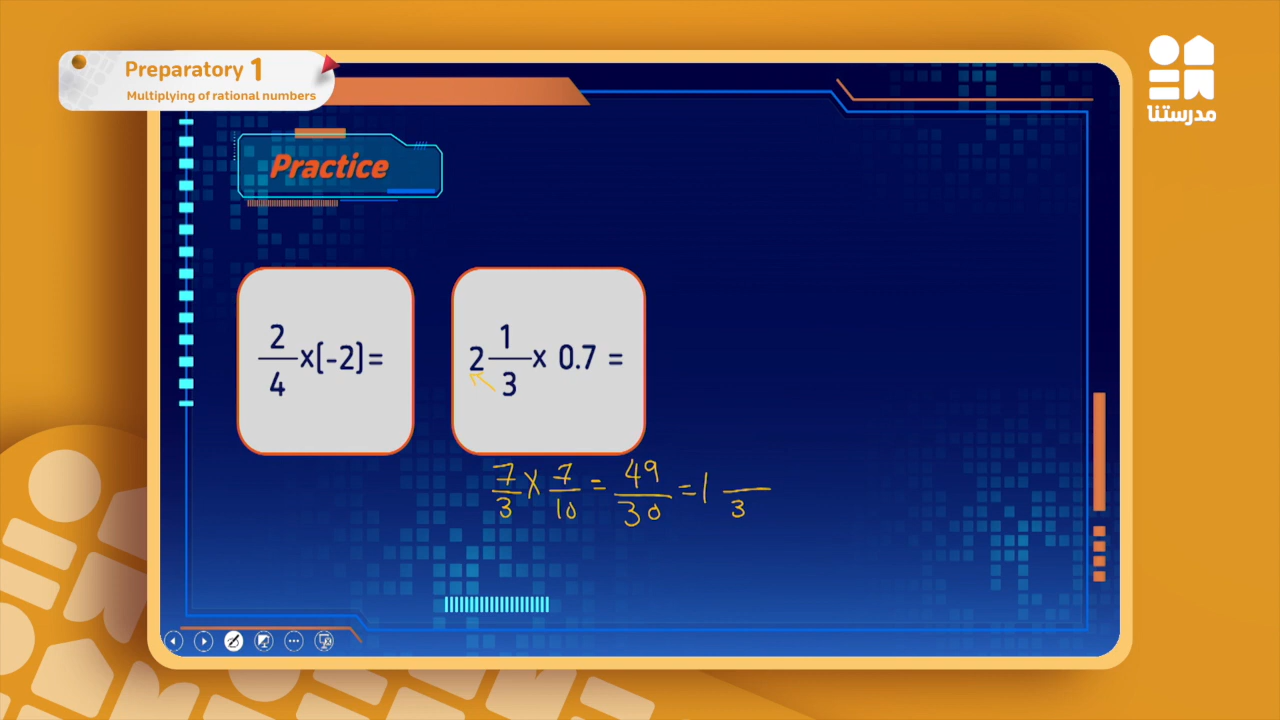 Preparatory 1
Multiplying of rational numbers
مدرستنا
Practice
2/4 x(-2)=
2 1/3 x 0.7 =
7/3 x 7/10 = 49/30 = 1 /3